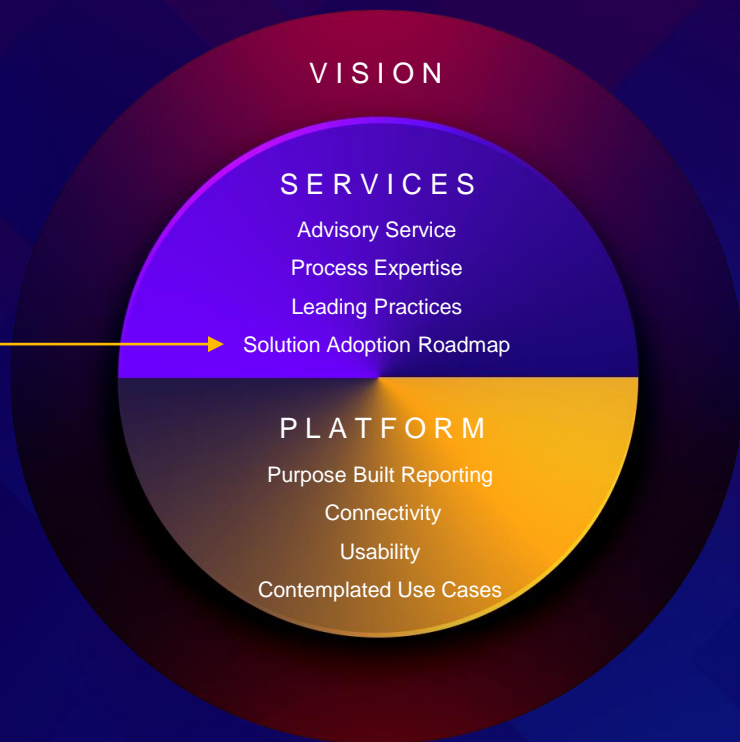 VISION
SERVICES
Advisory Service
Process Expertise
Leading Practices
Solution Adoption Roadmap
PLATFORM
Purpose Built Reporting
Connectivity
Usability
Contemplated Use Cases